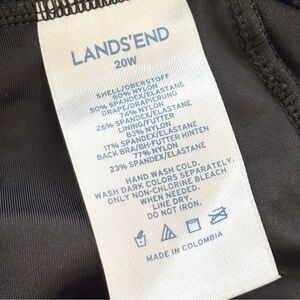 LANDS'END
20W
SHELL/OBERSTOFF
50% NYLON
50% SPANDEX/ELASTANE
DRAPE/DRAPIERUNG
74% NYLON
26% SPANDEX/ELASTANE
LINING/FUTTER
83% NYLON
17% SPANDEX/ELASTANE
BACK BRA/BH-FUTTER HINTEN
77% NYLON
23% SPANDEX/ELASTANE
HAND WASH COLD.
WASH DARK COLORS SEPARATELY.
ONLY NON-CHLORINE BLEACH
WHEN NEEDED.
LINE DRY.
DO NOT IRON.
MADE IN COLOMBIA